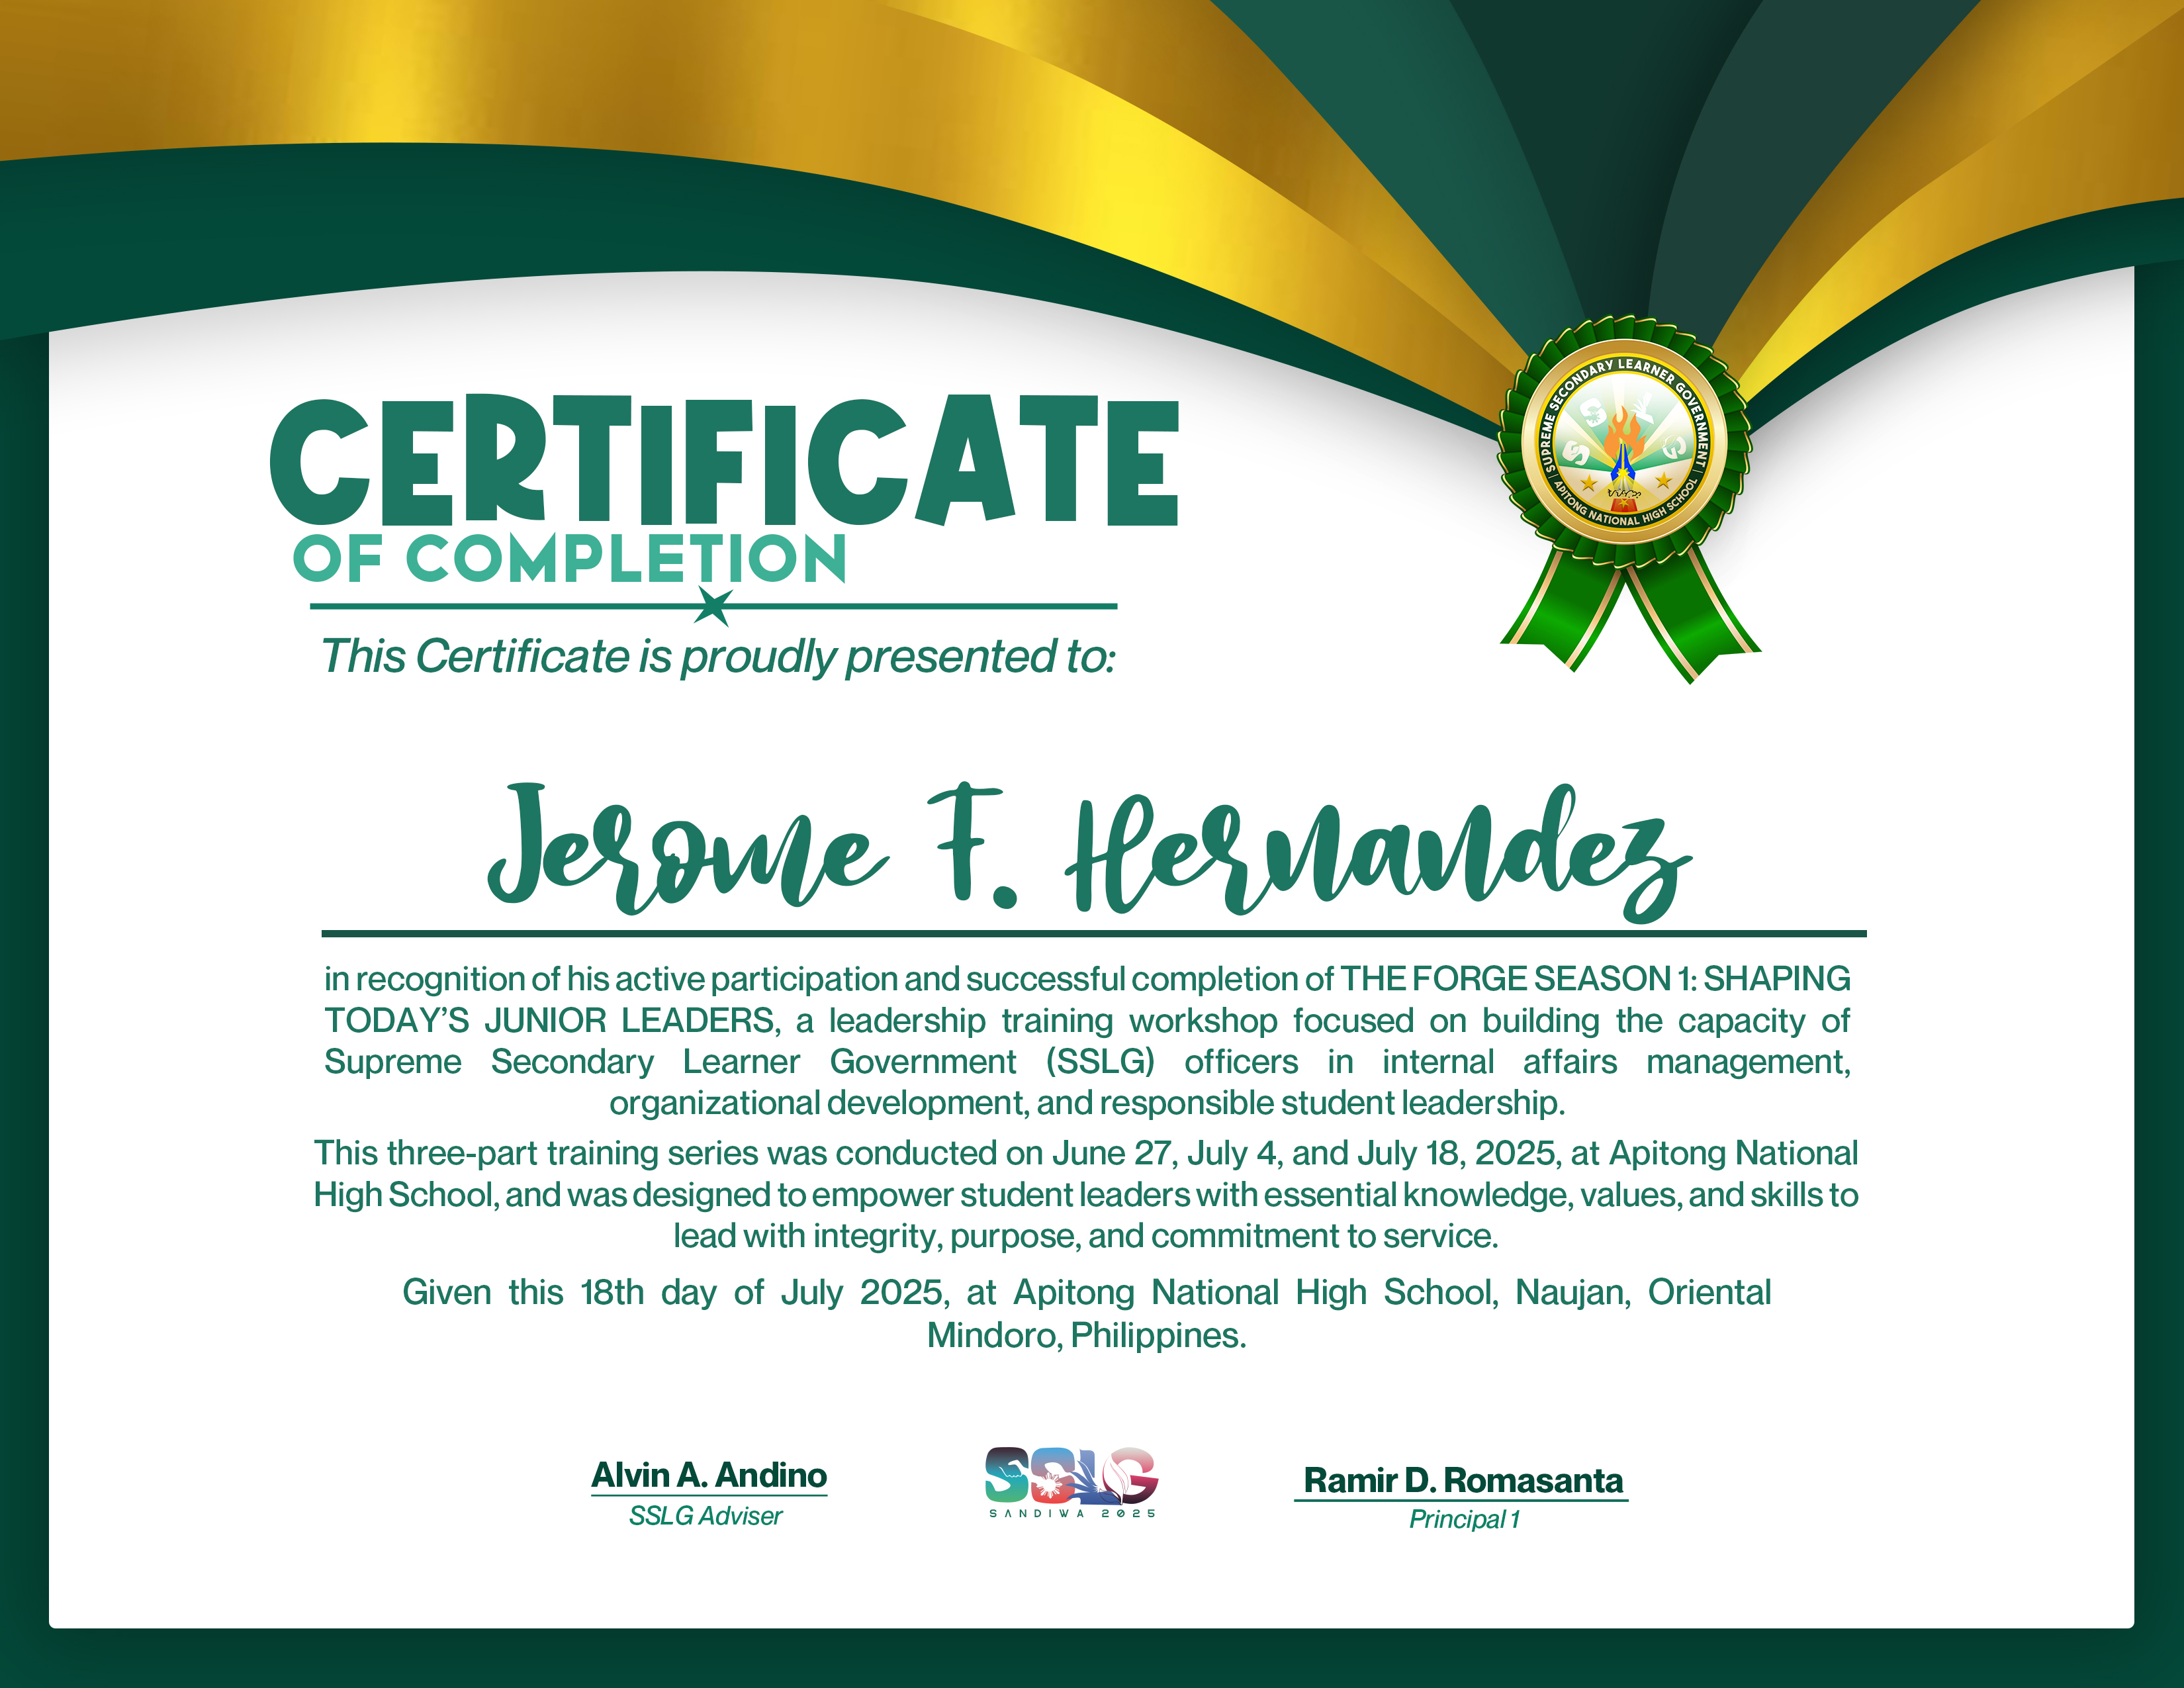 SUPREME SECONDARY LEARNER GOVERNMENT
APITONG NATIONAL HIGH SCHOOL
S S L G
CERTIFICATE
OF COMPLETION
This Certificate is proudly presented to:
Jerome F. Hernandez
in recognition of his active participation and successful completion of THE FORGE SEASON 1: SHAPING
TODAY’S JUNIOR LEADERS, a leadership training workshop focused on building the capacity of
Supreme Secondary Learner Government (SSLG) officers in internal affairs management,
organizational development, and responsible student leadership.
This three-part training series was conducted on June 27, July 4, and July 18, 2025, at Apitong National
High School, and was designed to empower student leaders with essential knowledge, values, and skills to
lead with integrity, purpose, and commitment to service.
Given this 18th day of July 2025, at Apitong National High School, Naujan, Oriental
Mindoro, Philippines.
Alvin A. Andino
SSLG Adviser
SSLG
SANDIWA 2025
Ramir D. Romasanta
Principal 1